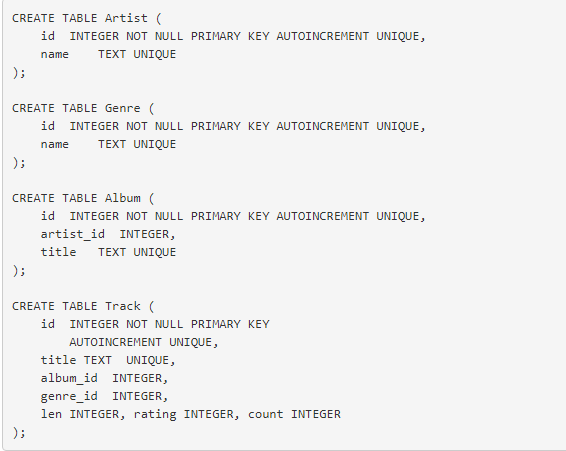 CREATE TABLE Artist (
    id  INTEGER NOT NULL PRIMARY KEY AUTOINCREMENT UNIQUE,
    name    TEXT UNIQUE
);

CREATE TABLE Genre (
    id  INTEGER NOT NULL PRIMARY KEY AUTOINCREMENT UNIQUE,
    name    TEXT UNIQUE
);

CREATE TABLE Album (
    id  INTEGER NOT NULL PRIMARY KEY AUTOINCREMENT UNIQUE,
    artist_id  INTEGER,
    title   TEXT UNIQUE
);

CREATE TABLE Track (
    id  INTEGER NOT NULL PRIMARY KEY
        AUTOINCREMENT UNIQUE,
    title TEXT  UNIQUE,
    album_id  INTEGER,
    genre_id  INTEGER,
    len INTEGER, rating INTEGER, count INTEGER
);